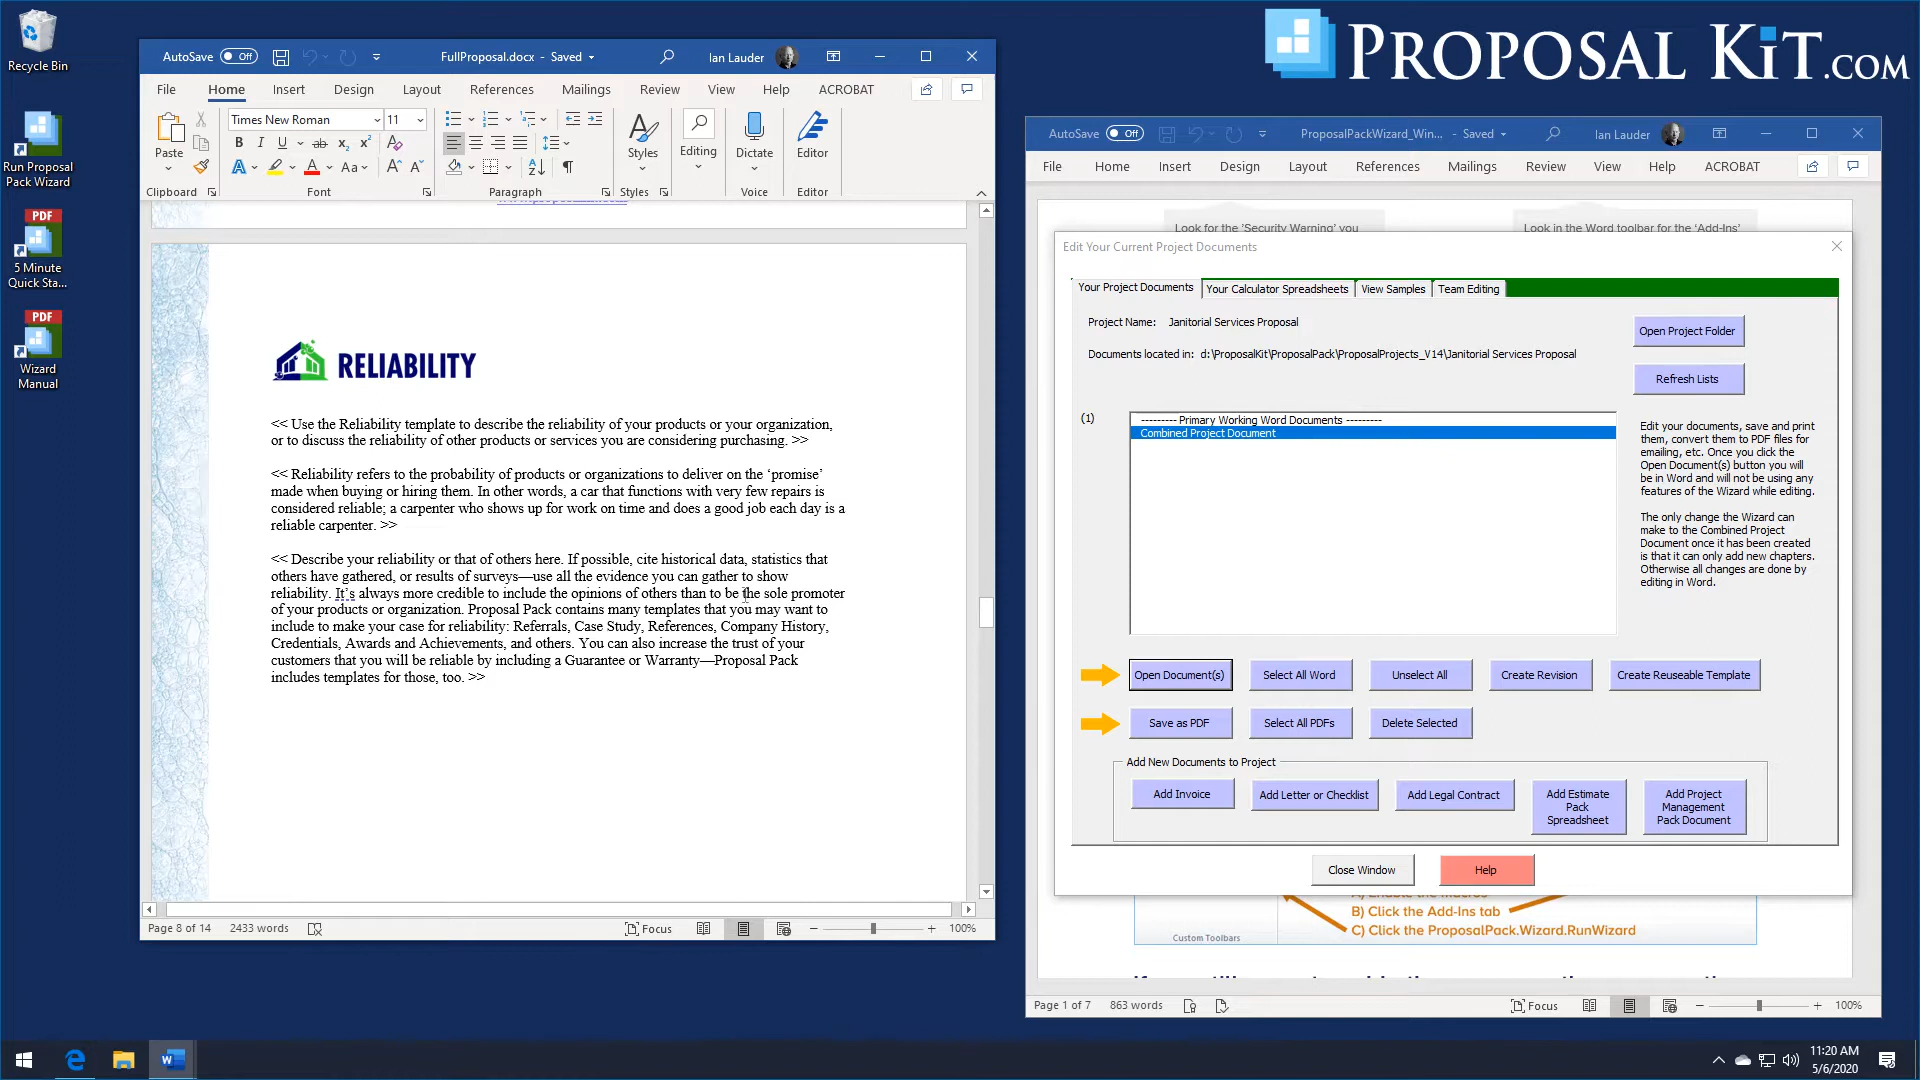 Recycle Bin
Run Proposal
Pack Wizard
PDF
5 Minute
Quick Sta...
PDF
Wizard
Manual
PROPOSAL KIT.COM
AutoSave Off
FullProposal.docx - Saved
Ian Lauder
File Home Insert Design Layout References Mailings Review View Help ACROBAT
Paste
Times New Roman 11
B I U ab x₂ x²
A A Aa A A
Styles
Editing
Dictate
Editor
Clipboard Font Paragraph Styles Voice Editor
RELIABILITY
<< Use the Reliability template to describe the reliability of your products or your organization,
or to discuss the reliability of other products or services you are considering purchasing. >>
<< Reliability refers to the probability of products or organizations to deliver on the ‘promise’
made when buying or hiring them. In other words, a car that functions with very few repairs is
considered reliable; a carpenter who shows up for work on time and does a good job each day is a
reliable carpenter. >>
<< Describe your reliability or that of others here. If possible, cite historical data, statistics that
others have gathered, or results of surveys—use all the evidence you can gather to show
reliability. It’s always more credible to include the opinions of others than to be the sole promoter
of your products or organization. Proposal Pack contains many templates that you may want to
include to make your case for reliability: Referrals, Case Study, References, Company History,
Credentials, Awards and Achievements, and others. You can also increase the trust of your
customers that you will be reliable by including a Guarantee or Warranty—Proposal Pack
includes templates for those, too. >>
Page 8 of 14 2433 words Focus 100%
AutoSave Off
ProposalPackWizard_Win... - Saved
Ian Lauder
File Home Insert Design Layout References Mailings Review View Help ACROBAT
Look for the 'Security Warning' you
Look in the Word toolbar for the 'Add-Ins'
Edit Your Current Project Documents
Your Project Documents Your Calculator Spreadsheets View Samples Team Editing
Project Name: Janitorial Services Proposal
Documents located in: d:\ProposalKit\ProposalPack\ProposalProjects_V14\Janitorial Services Proposal
Open Project Folder
Refresh Lists
(1)
--------- Primary Working Word Documents ---------
Combined Project Document
Edit your documents, save and print
them, convert them to PDF files for
emailing, etc. Once you click the
Open Document(s) button you will
be in Word and will not be using any
features of the Wizard while editing.
The only change the Wizard can
make to the Combined Project
Document once it has been created
is that it can only add new chapters.
Otherwise all changes are done by
editing in Word.
Open Document(s) Select All Word Unselect All Create Revision Create Reuseable Template
Save as PDF Select All PDFs Delete Selected
Add New Documents to Project
Add Invoice
Add Letter or Checklist
Add Legal Contract
Add Estimate
Pack
Spreadsheet
Add Project
Management
Pack Document
Close Window Help
B) Click the Add-Ins tab
C) Click the ProposalPack.Wizard.RunWizard
Custom Toolbars
Page 1 of 7 863 words Focus 100%
11:20 AM
5/6/2020